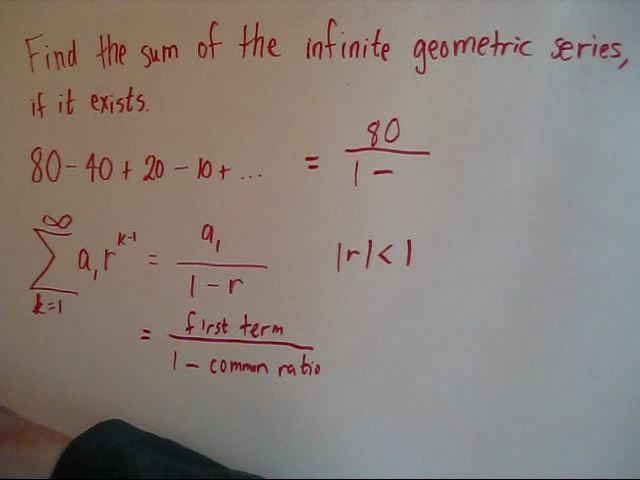 Find the sum of the infinite geometric series,
if it exists.
80 - 40 + 20 - 10 + ... = 80 / 1 -
∞ ∑ k=1 a₁r^(k-1) = a₁ / 1 - r |r| < 1
= first term / 1 - common ratio